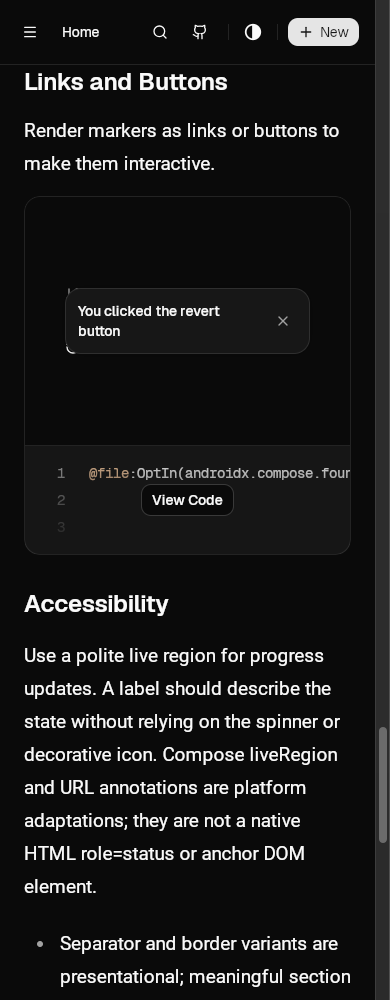 Home
New
Links and Buttons
Render markers as links or buttons to
make them interactive.
You clicked the revert
button
1 @file:OptIn(androidx.compose.four
2
View Code
3
Accessibility
Use a polite live region for progress
updates. A label should describe the
state without relying on the spinner or
decorative icon. Compose liveRegion
and URL annotations are platform
adaptations; they are not a native
HTML role=status or anchor DOM
element.
Separator and border variants are
presentational; meaningful section